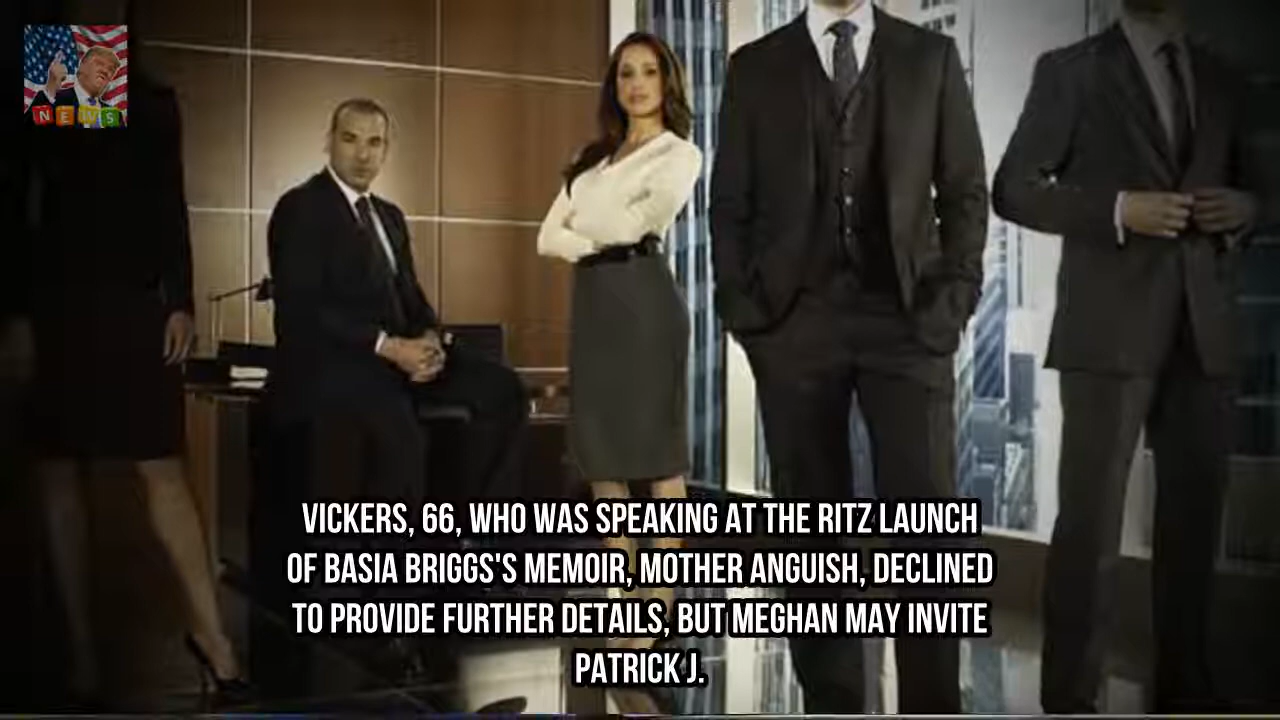 NEWS
VICKERS, 66, WHO WAS SPEAKING AT THE RITZ LAUNCH
OF BASIA BRIGGS'S MEMOIR, MOTHER ANGUISH, DECLINED
TO PROVIDE FURTHER DETAILS, BUT MEGHAN MAY INVITE
PATRICK J.